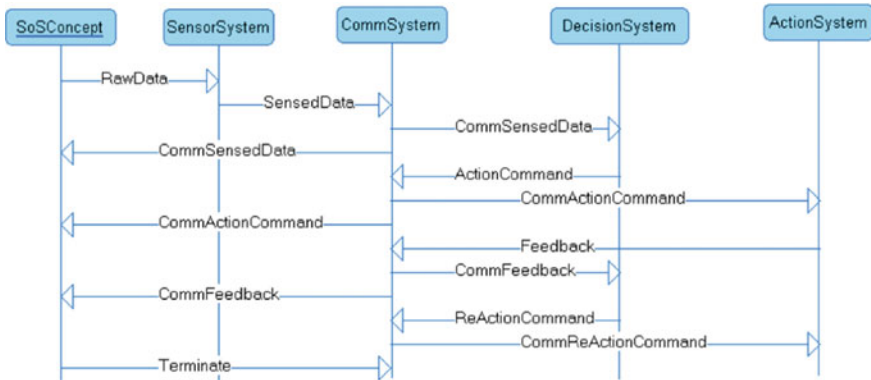 SoSConcept
SensorSystem
CommSystem
DecisionSystem
ActionSystem
RawData
SensedData
CommSensedData
CommSensedData
ActionCommand
CommActionCommand
CommActionCommand
Feedback
CommFeedback
CommFeedback
ReActionCommand
CommReActionCommand
Terminate